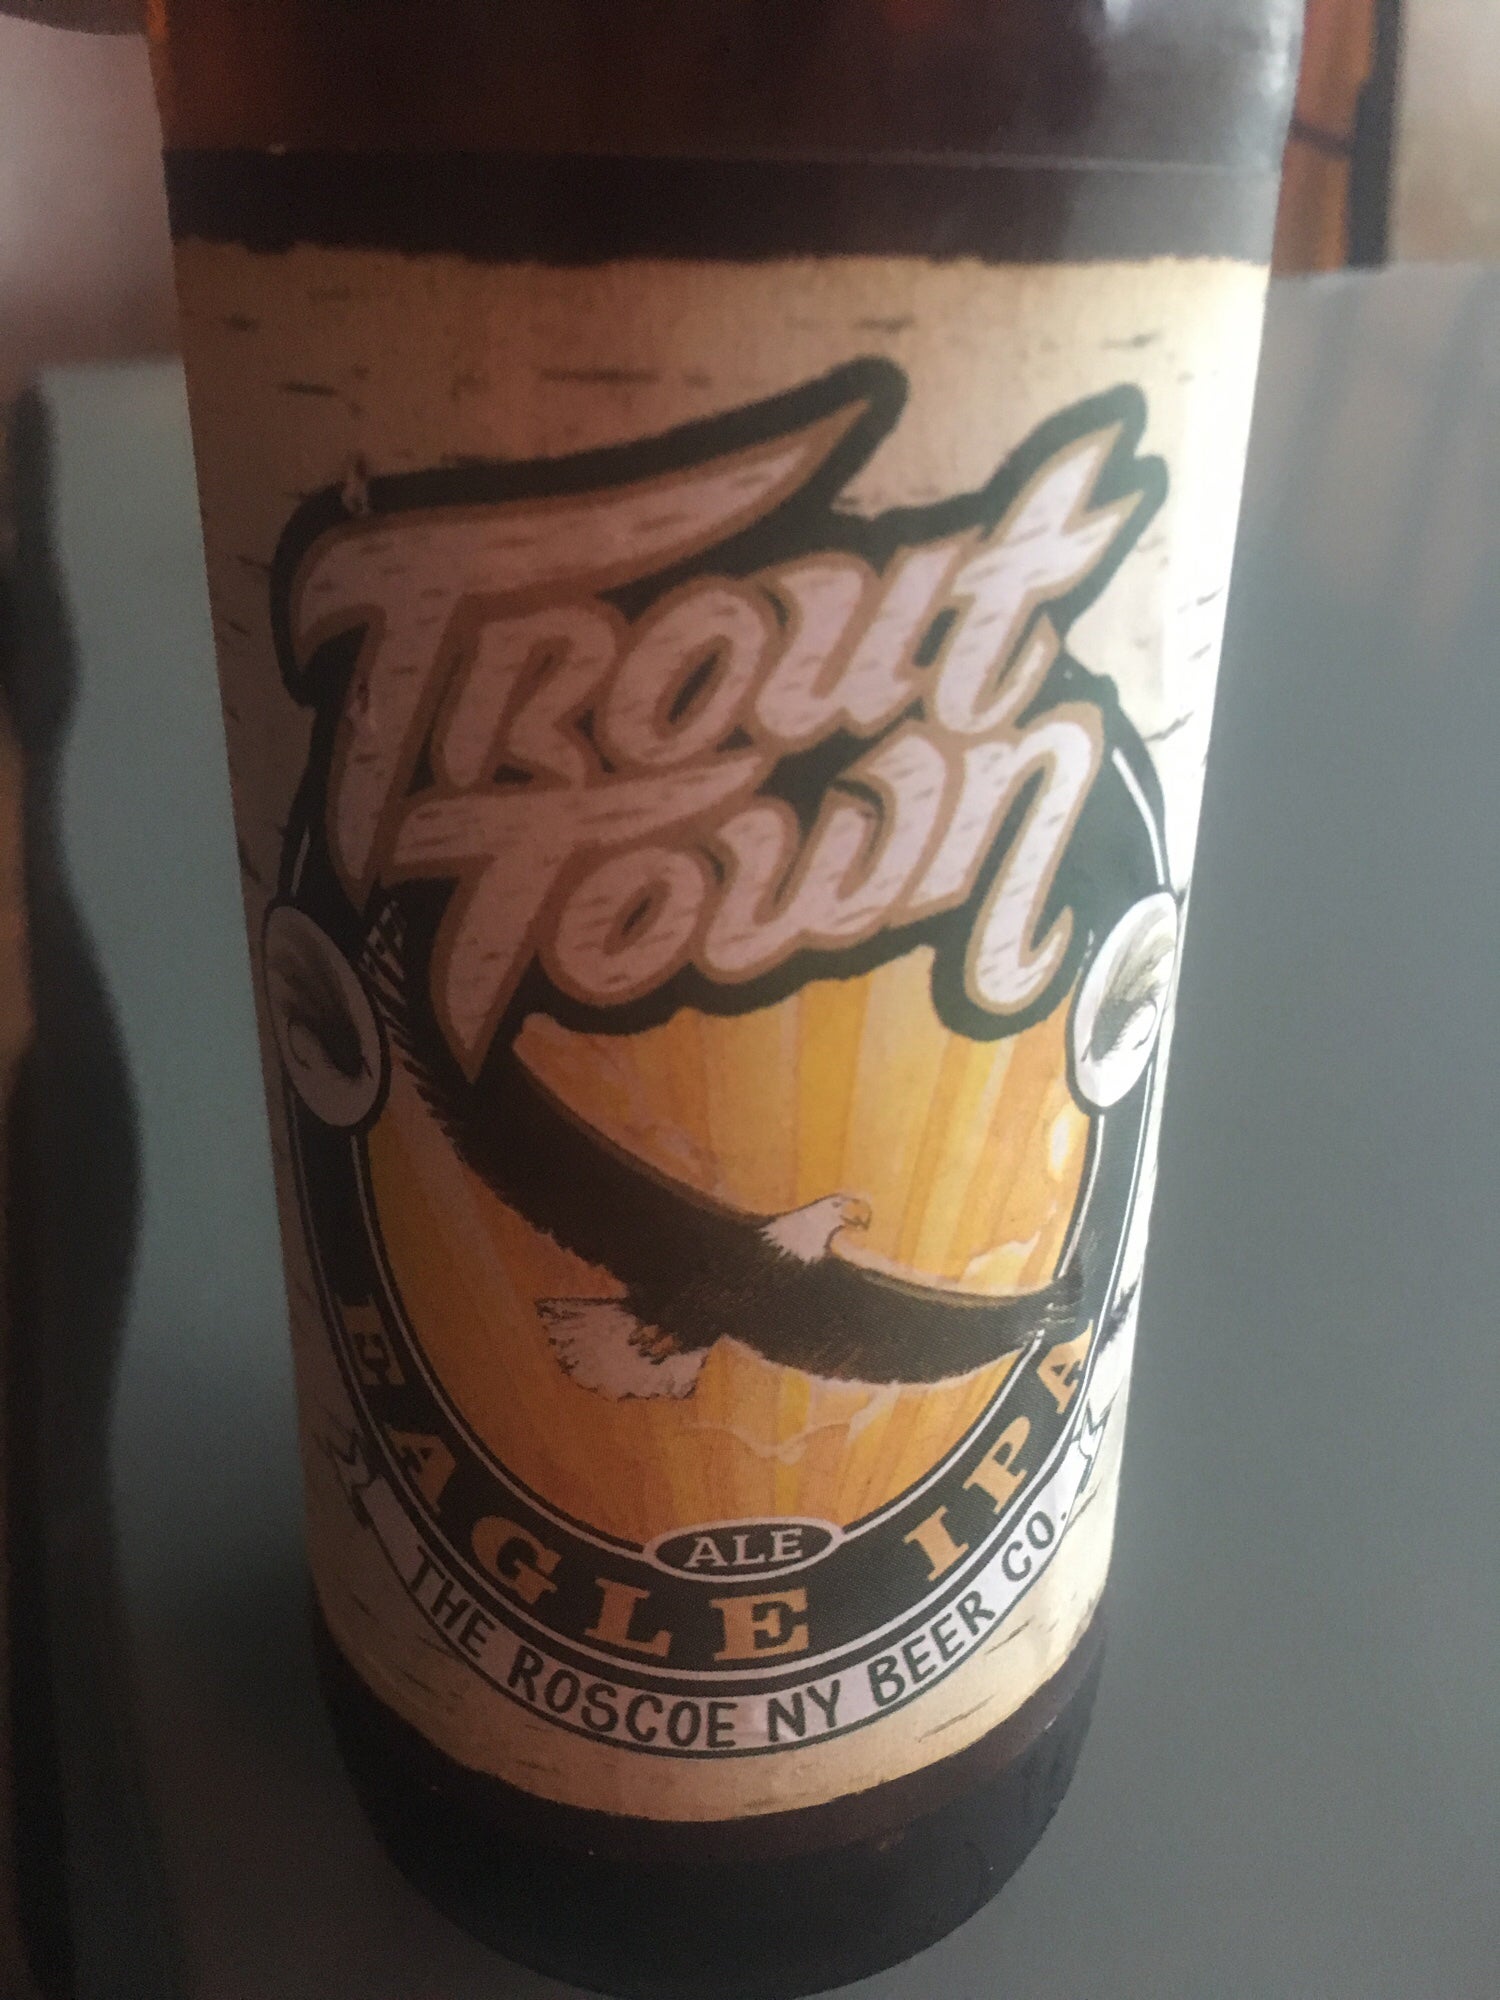 Trout
Town
ALE
EAGLE IPA
THE ROSCOE NY BEER CO.